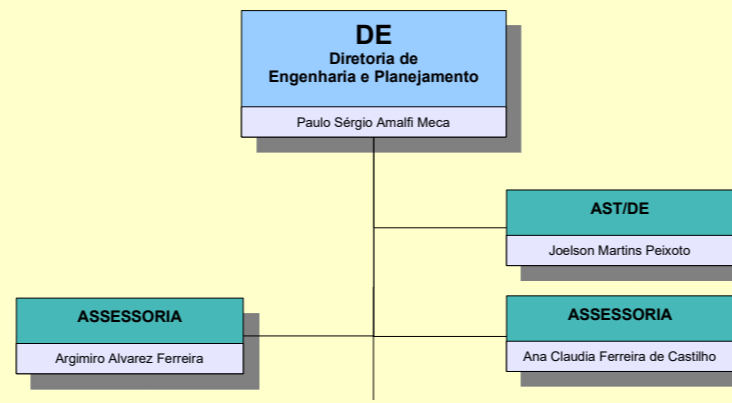 DE
Diretoria de
Engenharia e Planejamento
Paulo Sérgio Amalfi Meca
AST/DE
Joelson Martins Peixoto
ASSESSORIA
Argimiro Alvarez Ferreira
ASSESSORIA
Ana Claudia Ferreira de Castilho